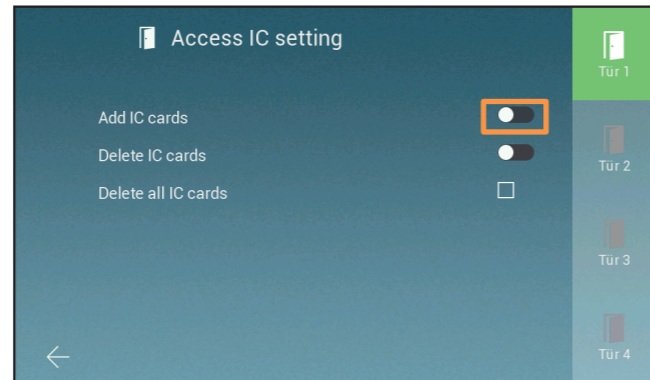 Access IC setting
Add IC cards
Delete IC cards
Delete all IC cards
Tür 1
Tür 2
Tür 3
Tür 4